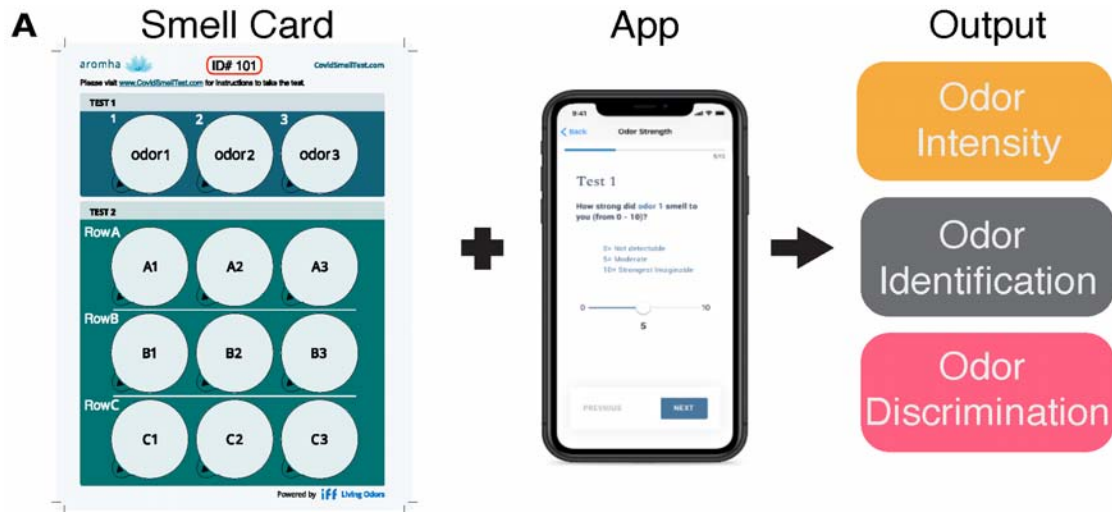 A
Smell Card
aromha
ID# 101
CovidSmellTest.com
Please visit www.CovidSmellTest.com for instructions to take the test.
TEST 1
1 2 3
odor1 odor2 odor3
TEST 2
RowA
A1 A2 A3
RowB
B1 B2 B3
RowC
C1 C2 C3
Powered by iff Living Odors
App
9:41
Back Odor Strength
Test 1
How strong did odor 1 smell to
you (from 0 - 10)?
0= Not detectable
5= Moderate
10= Strongest Imaginable
0 10
5
PREVIOUS NEXT
Output
Odor
Intensity
Odor
Identification
Odor
Discrimination